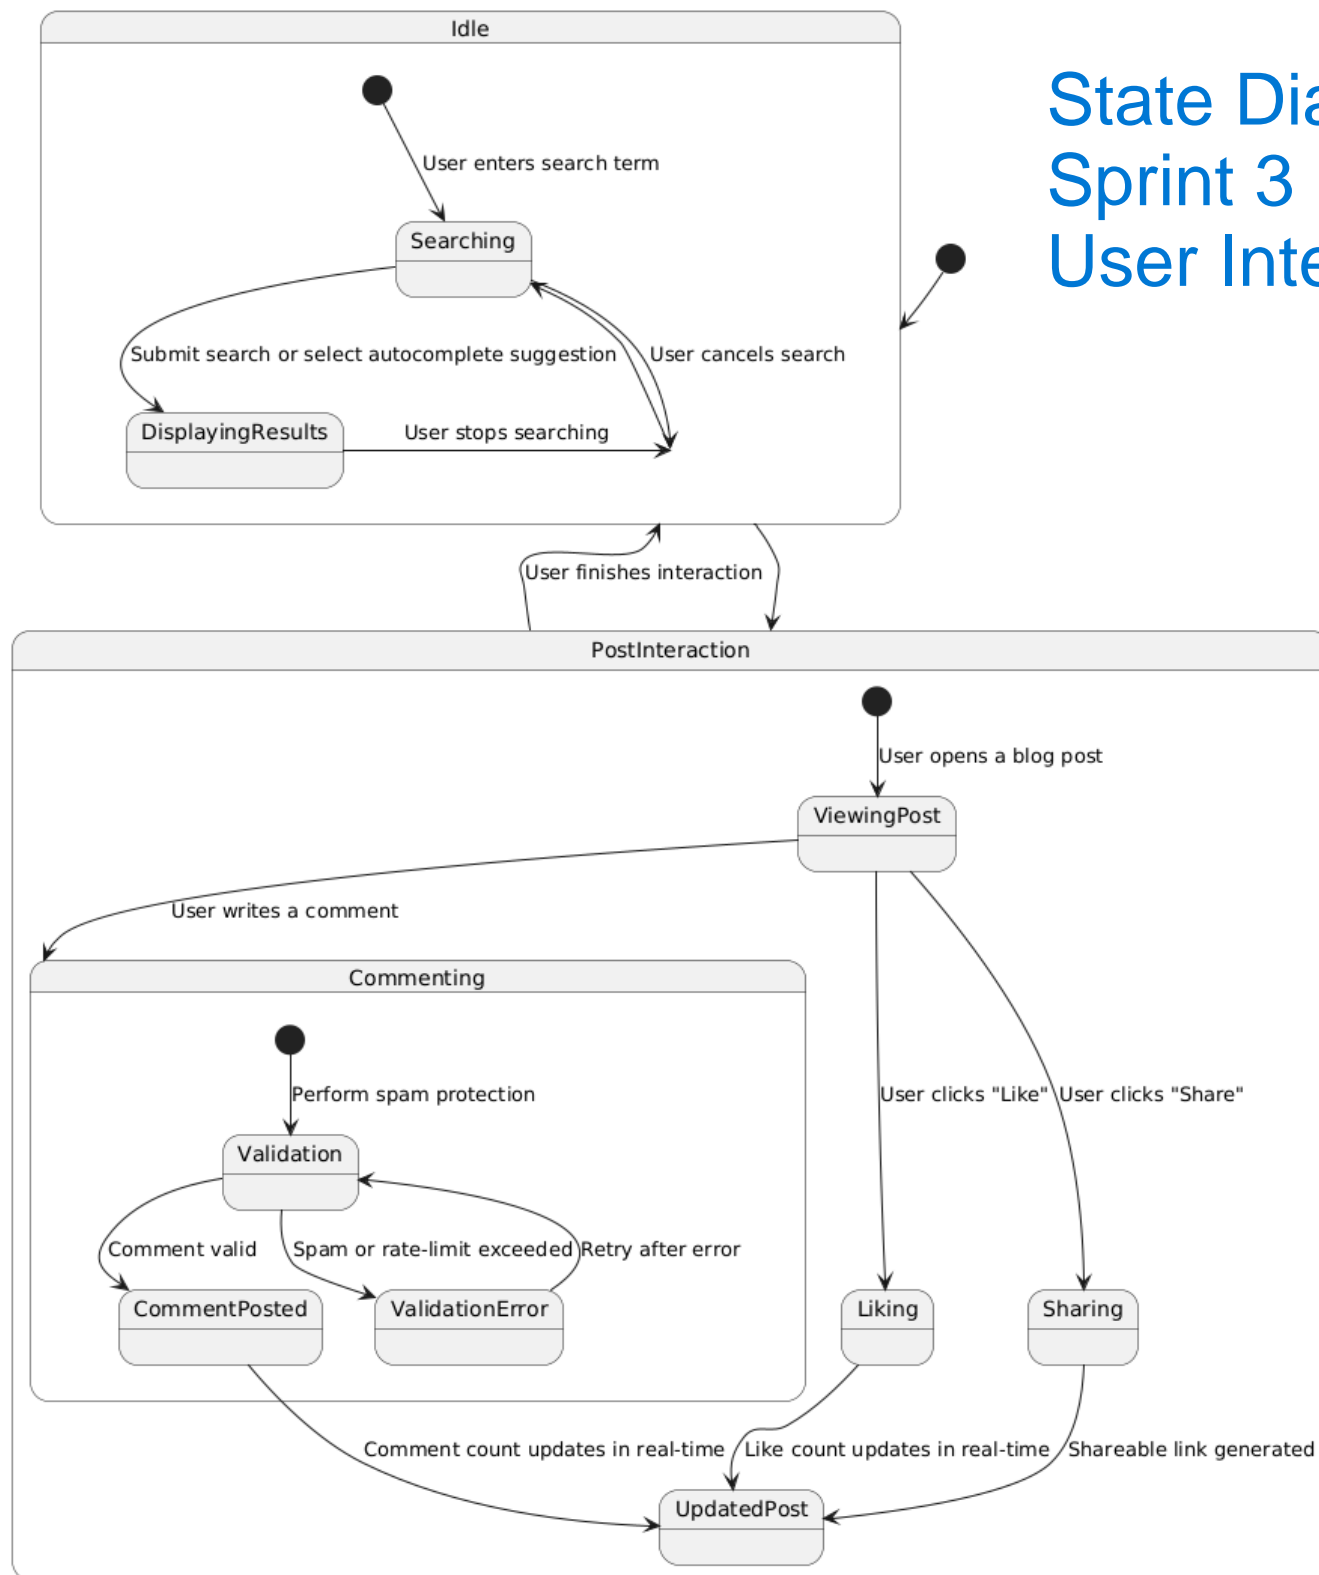 Idle
State Dia
Sprint 3
User Inte
User enters search term
Searching
Submit search or select autocomplete suggestion
User cancels search
DisplayingResults
User stops searching
User finishes interaction
PostInteraction
User opens a blog post
ViewingPost
User writes a comment
Commenting
Perform spam protection
User clicks "Like"
User clicks "Share"
Validation
Comment valid
Spam or rate-limit exceeded
Retry after error
CommentPosted
ValidationError
Liking
Sharing
Comment count updates in real-time
Like count updates in real-time
Shareable link generated
UpdatedPost